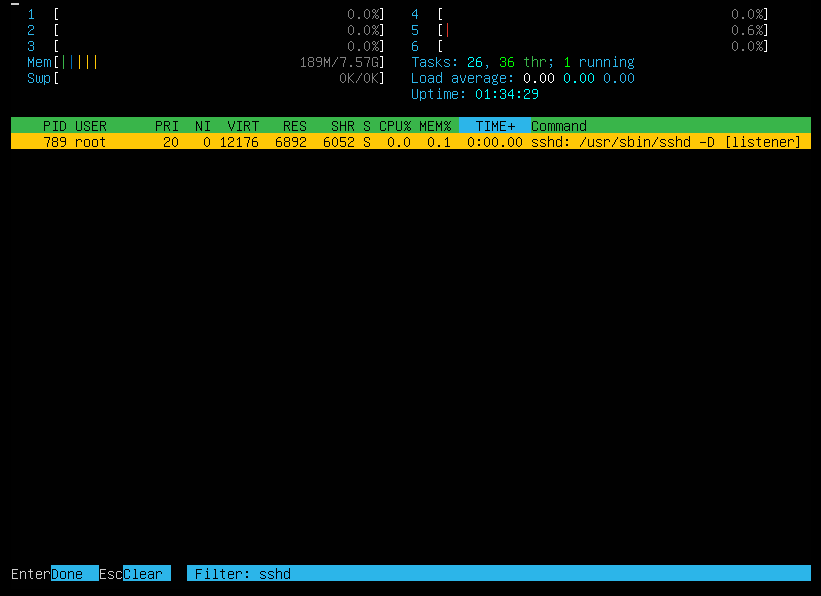 1 [ 0.0%] 4 [ 0.0%]
2 [ 0.0%] 5 [| 0.6%]
3 [ 0.0%] 6 [ 0.0%]
Mem[||||| 189M/7.57G] Tasks: 26, 36 thr; 1 running
Swp[ 0K/0K] Load average: 0.00 0.00 0.00
Uptime: 01:34:29
PID USER PRI NI VIRT RES SHR S CPU% MEM% TIME+ Command
789 root 20 0 12176 6892 6052 S 0.0 0.1 0:00.00 sshd: /usr/sbin/sshd -D [listener]
EnterDone EscClear Filter: sshd